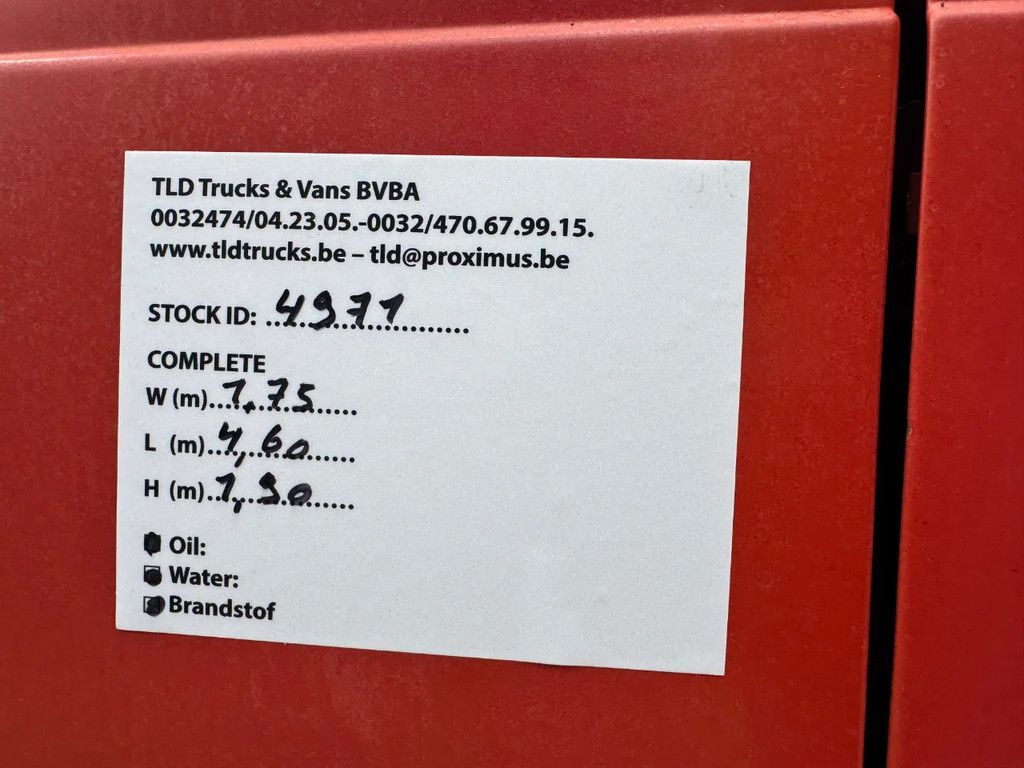 TLD Trucks & Vans BVBA
0032474/04.23.05.-0032/470.67.99.15.
www.tldtrucks.be – tld@proximus.be
STOCK ID: 4971
COMPLETE
W (m) 1,75
L (m) 4,60
H (m) 1,90
Oil:
Water:
Brandstof